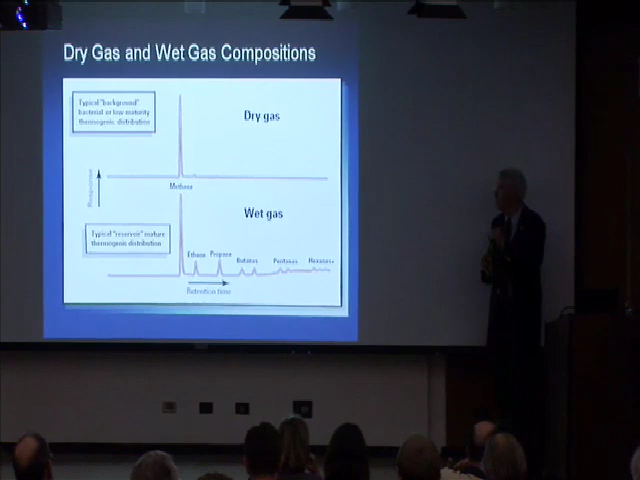 Dry Gas and Wet Gas Compositions
Typical "background"
bacterial or low maturity
thermogenic distribution
Dry gas
Response
Methane
Wet gas
Typical "reservoir" mature
thermogenic distribution
Ethane
Propane
Butanes
Pentanes
Hexanes+
Retention time